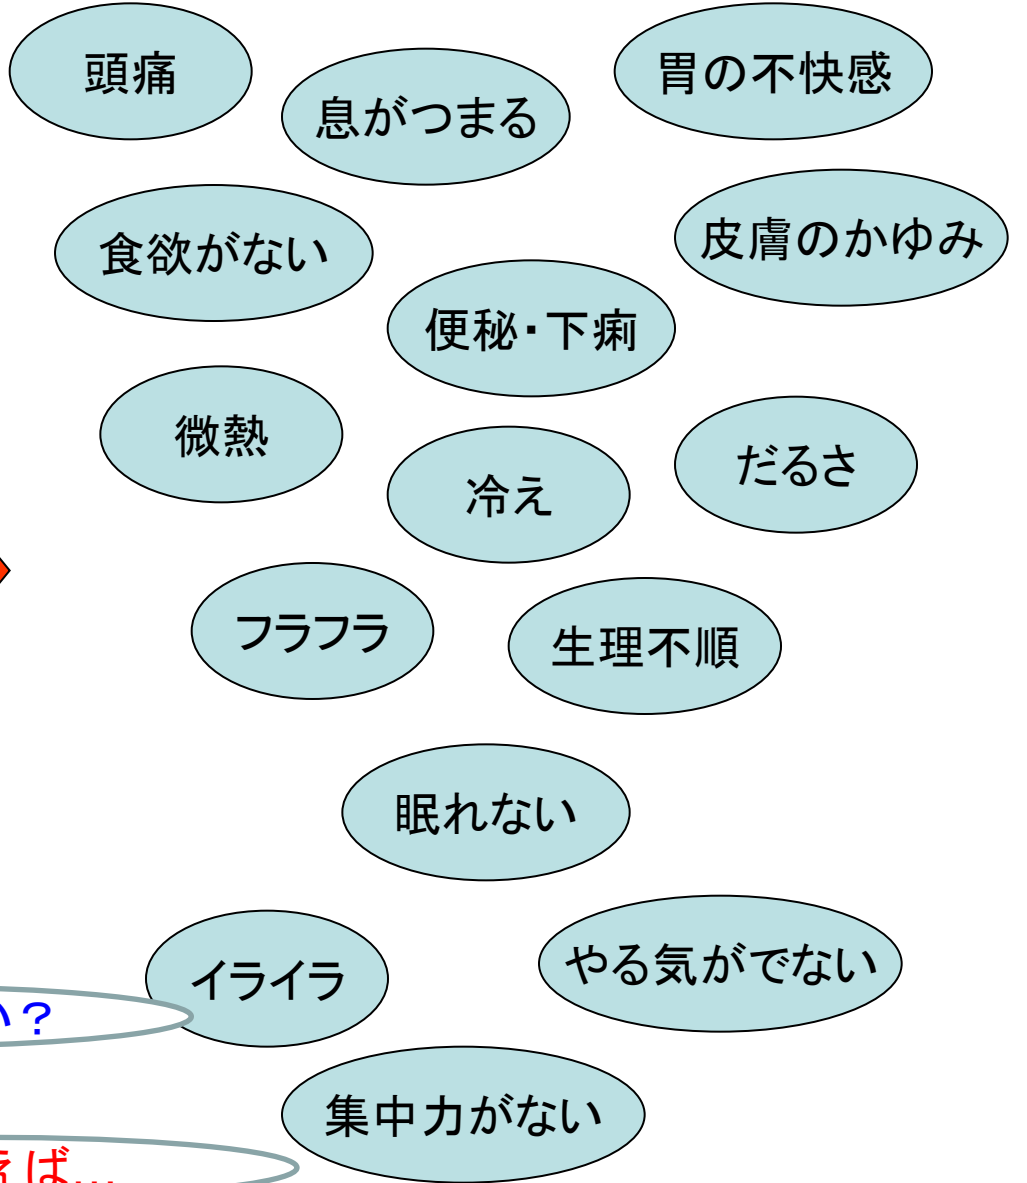 頭痛
息がつまる
胃の不快感
食欲がない
皮膚のかゆみ
便秘・下痢
微熱
冷え
だるさ
フラフラ
生理不順
眠れない
イライラ
やる気がでない
い？
集中力がない
えば...